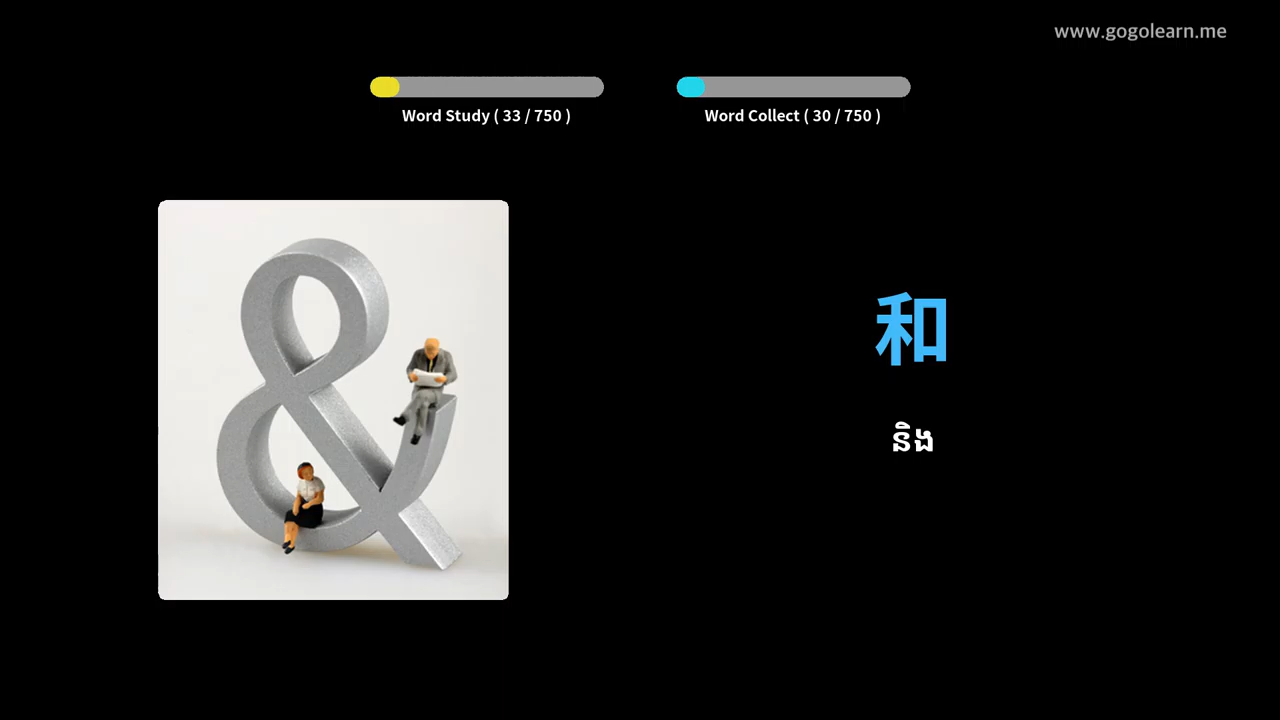 www.gogolearn.me
Word Study ( 33 / 750 )
Word Collect ( 30 / 750 )
&
和
និង